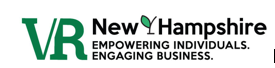 VR New Hampshire
EMPOWERING INDIVIDUALS.
ENGAGING BUSINESS.